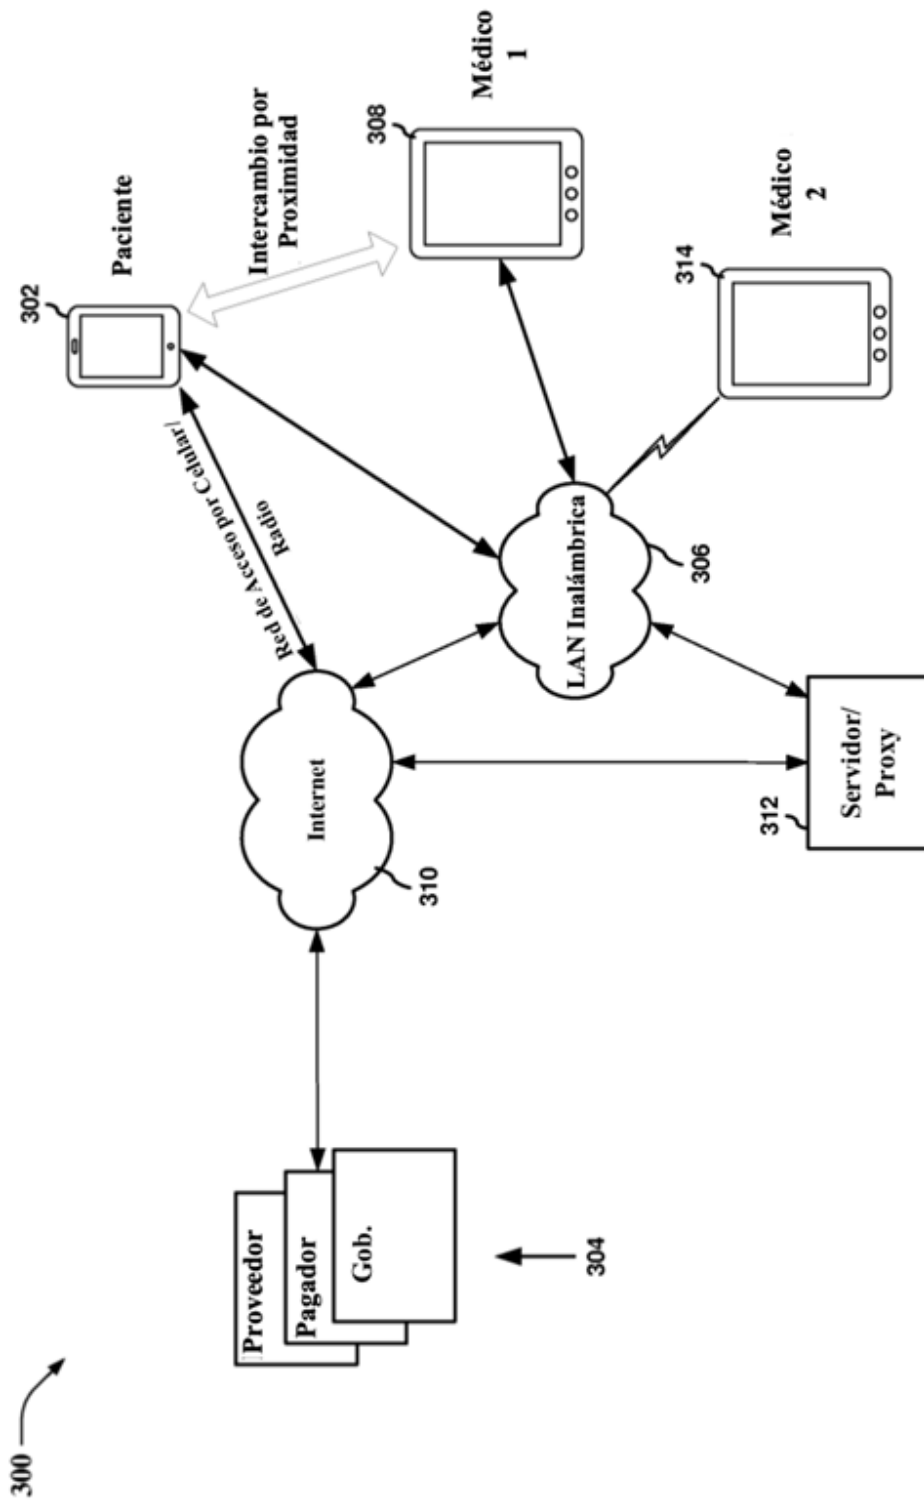 300
302
Paciente
Red de Acceso por Celular/
Radio
Intercambio por
Proximidad
Proveedor
Pagador
Gob.
304
Internet
310
308
Médico
1
LAN Inalámbrica
306
314
Médico
2
312
Servidor/
Proxy